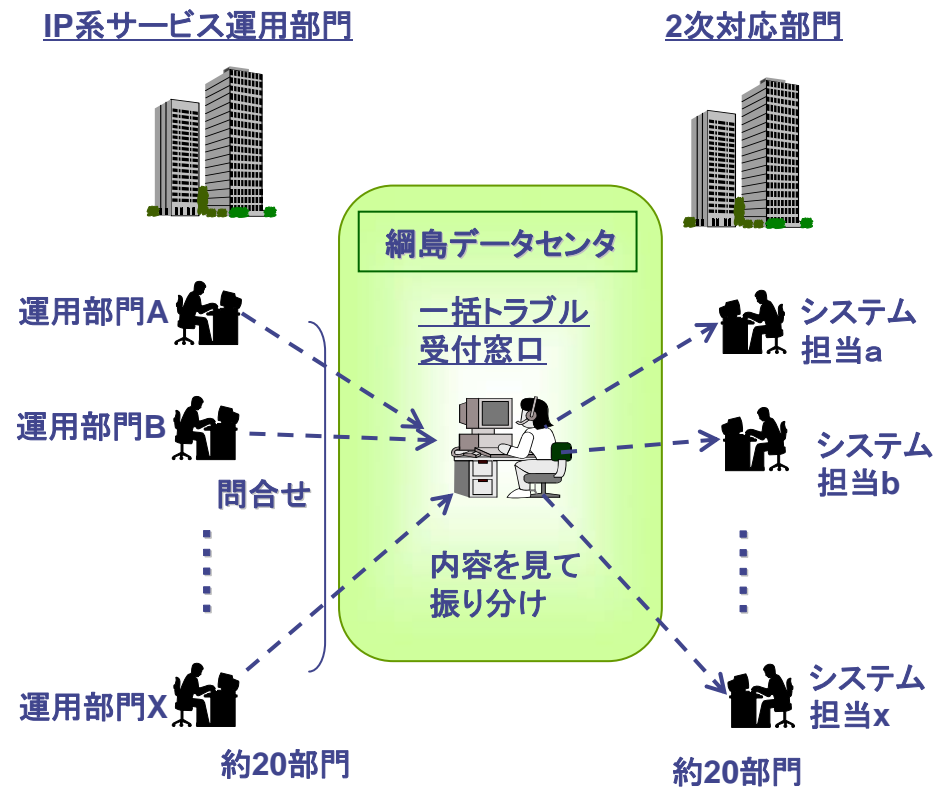 IP系サービス運用部門
2次対応部門
綱島データセンタ
一括トラブル
受付窓口
運用部門A
運用部門B
問合せ
運用部門X
約20部門
内容を見て
振り分け
システム
担当ａ
システム
担当b
システム
担当x
約20部門